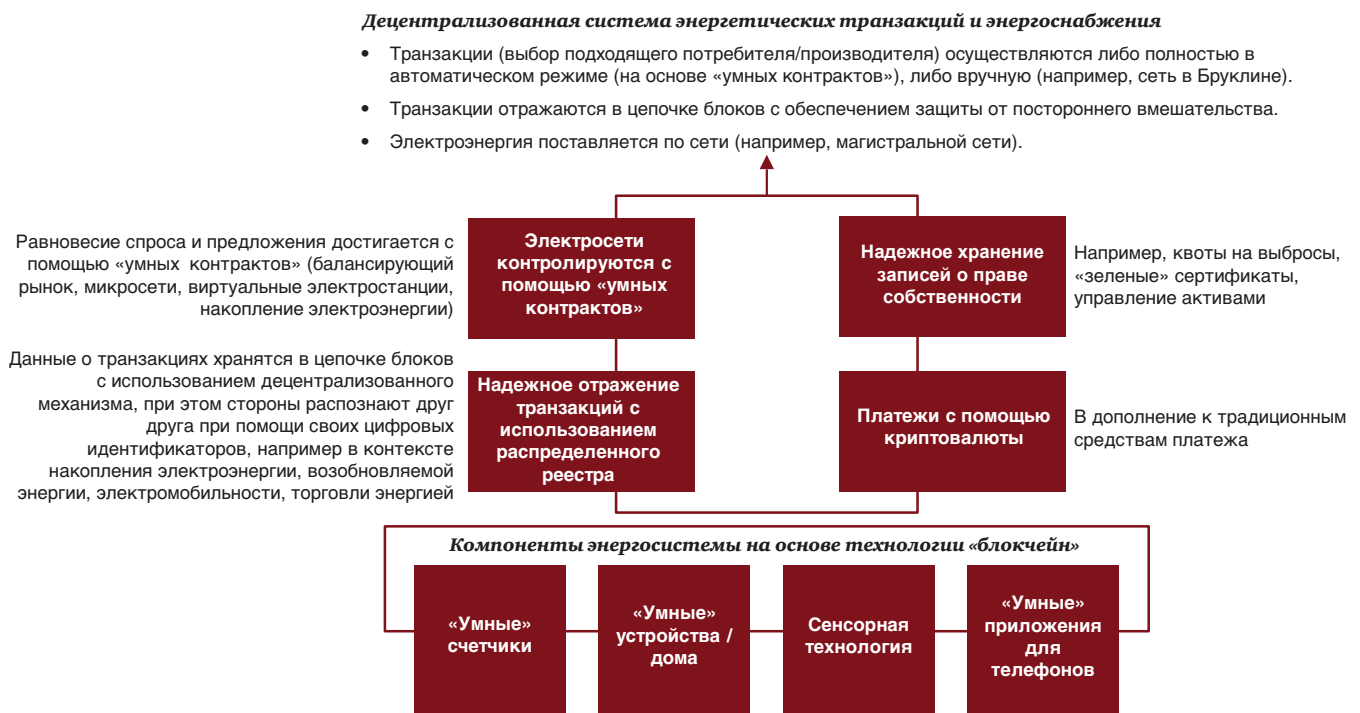 Децентрализованная система энергетических транзакций и энергоснабжения
• Транзакции (выбор подходящего потребителя/производителя) осуществляются либо полностью в
автоматическом режиме (на основе «умных контрактов»), либо вручную (например, сеть в Бруклине).
• Транзакции отражаются в цепочке блоков с обеспечением защиты от постороннего вмешательства.
• Электроэнергия поставляется по сети (например, магистральной сети).
Равновесие спроса и предложения достигается с
помощью «умных контрактов» (балансирующий
рынок, микросети, виртуальные электростанции,
накопление электроэнергии)
Электросети
контролируются с
помощью «умных
контрактов»
Надежное хранение
записей о праве
собственности
Например, квоты на выбросы,
«зеленые» сертификаты,
управление активами
Данные о транзакциях хранятся в цепочке блоков
с использованием децентрализованного
механизма, при этом стороны распознают друг
друга при помощи своих цифровых
идентификаторов, например в контексте
накопления электроэнергии, возобновляемой
энергии, электромобильности, торговли энергией
Надежное отражение
транзакций с
использованием
распределенного
реестра
Платежи с помощью
криптовалюты
В дополнение к традиционным
средствам платежа
Компоненты энергосистемы на основе технологии «блокчейн»
«Умные»
счетчики
«Умные»
устройства /
дома
Сенсорная
технология
«Умные»
приложения
для
телефонов